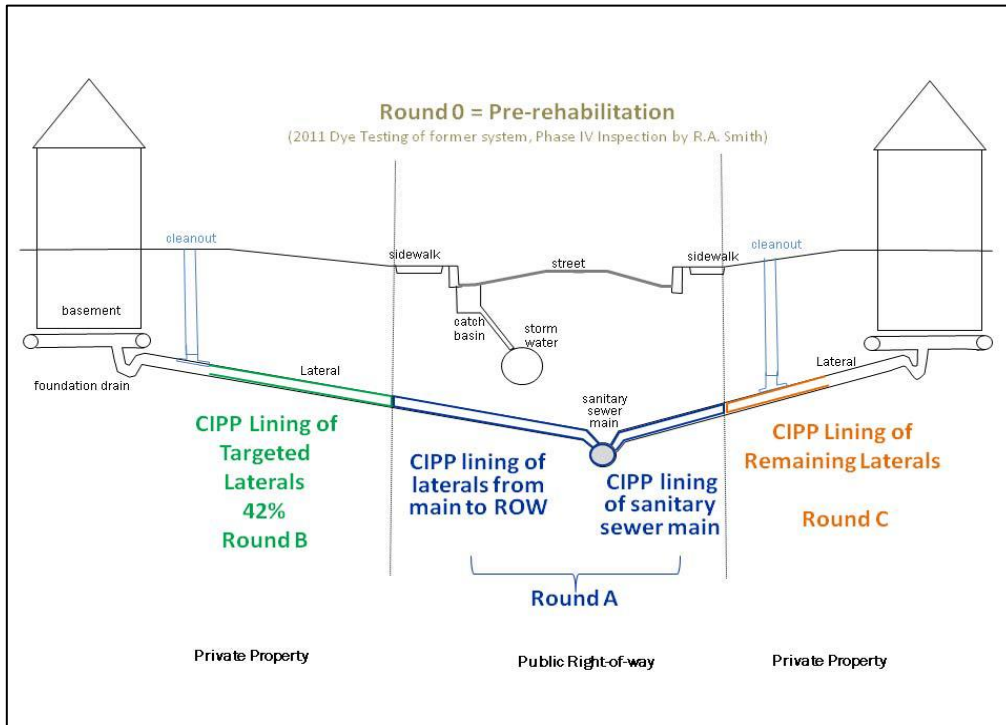 Round 0 = Pre-rehabilitation
(2011 Dye Testing of former system, Phase IV Inspection by R.A. Smith)
cleanout
sidewalk
street
sidewalk
cleanout
basement
catch
basin
storm
water
foundation drain
Lateral
Lateral
sanitary
sewer
main
CIPP Lining of
Targeted
Laterals
42%
Round B
CIPP lining of
laterals from
main to ROW
CIPP lining
of sanitary
sewer main
CIPP Lining of
Remaining Laterals
Round C
Round A
Private Property
Public Right-of-way
Private Property